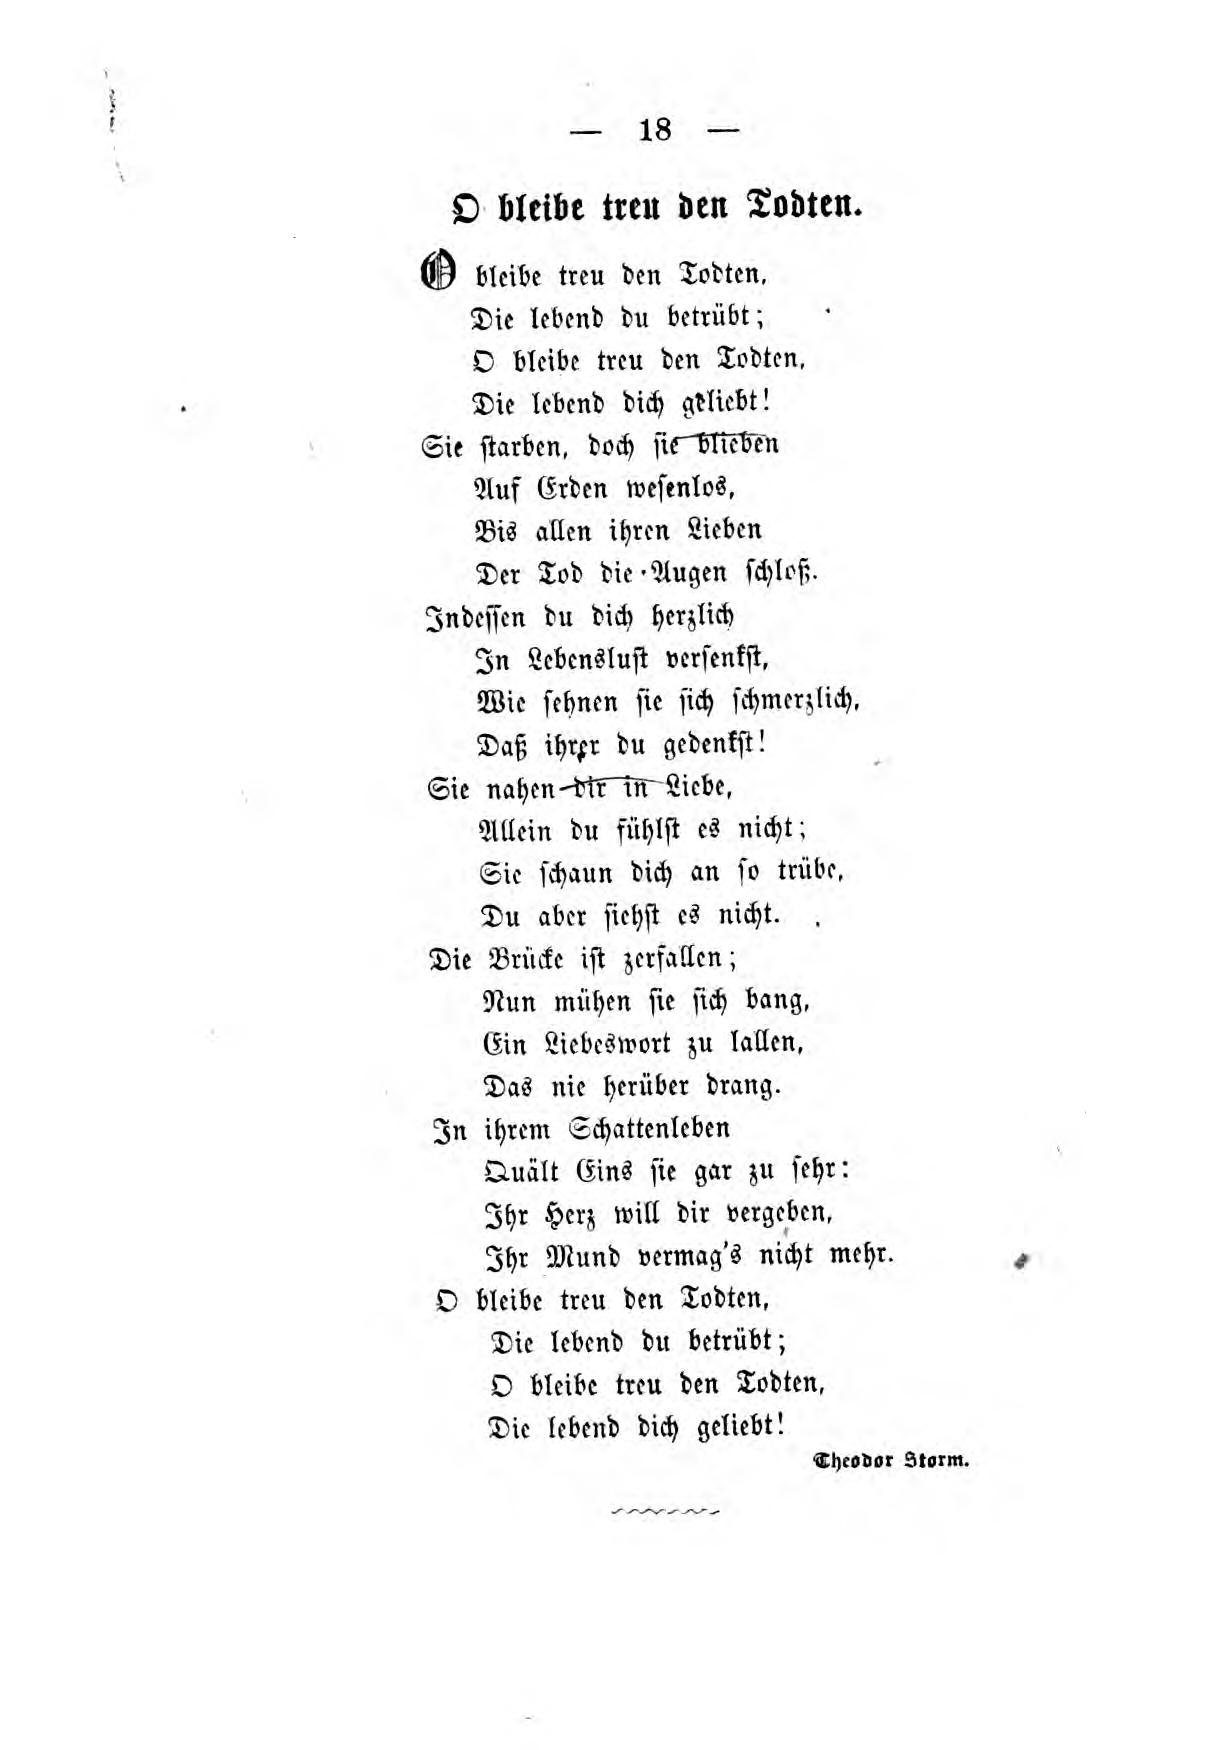 — 18 —
O bleibe treu den Todten.
O bleibe treu den Todten,
Die lebend du betrübt;
O bleibe treu den Todten,
Die lebend dich geliebt!
Sie starben, doch sie blieben
Auf Erden wesenlos,
Bis allen ihren Lieben
Der Tod die Augen schloß.
Indessen du dich herzlich
In Lebenslust versenkst,
Wie sehnen sie sich schmerzlich,
Daß ihrer du gedenkst!
Sie nahen dir in Liebe,
Allein du fühlst es nicht;
Sie schaun dich an so trübe,
Du aber siehst es nicht.
Die Brücke ist zerfallen;
Nun mühen sie sich bang,
Ein Liebeswort zu lallen,
Das nie herüber drang.
In ihrem Schattenleben
Quält Eins sie gar zu sehr:
Ihr Herz will dir vergeben,
Ihr Mund vermag's nicht mehr.
O bleibe treu den Todten,
Die lebend du betrübt;
O bleibe treu den Todten,
Die lebend dich geliebt!
Theodor Storm.